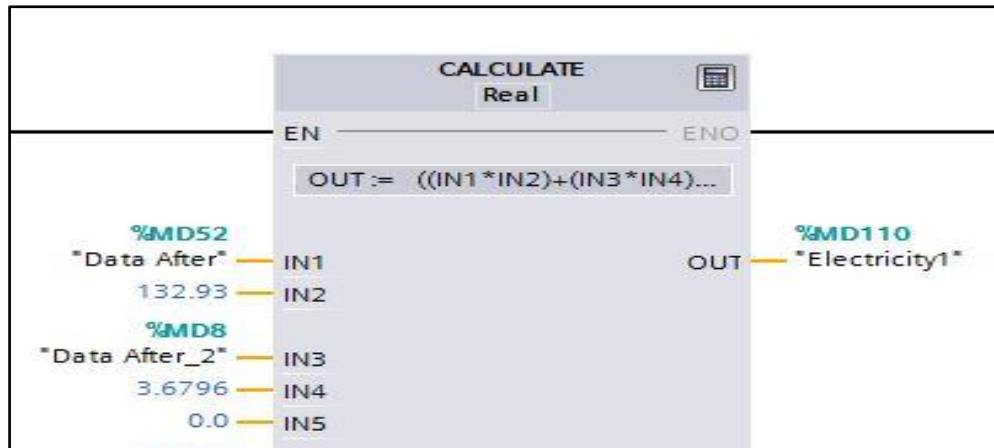 CALCULATE
Real
EN ENO
OUT := ((IN1*IN2)+(IN3*IN4)...
%MD52
"Data After" IN1
132.93 IN2
%MD110
OUT "Electricity1"
%MD8
"Data After_2" IN3
3.6796 IN4
0.0 IN5